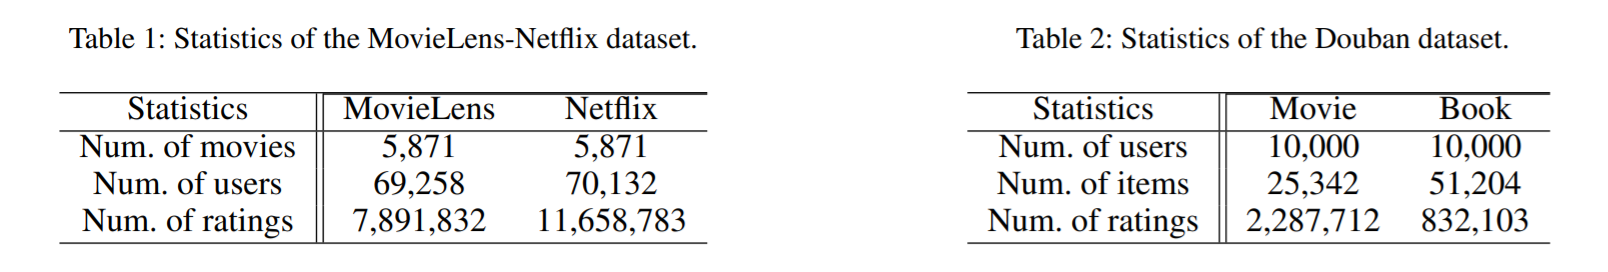 Table 1: Statistics of the MovieLens-Netflix dataset.
Statistics MovieLens Netflix
Num. of movies 5,871 5,871
Num. of users 69,258 70,132
Num. of ratings 7,891,832 11,658,783
Table 2: Statistics of the Douban dataset.
Statistics Movie Book
Num. of users 10,000 10,000
Num. of items 25,342 51,204
Num. of ratings 2,287,712 832,103